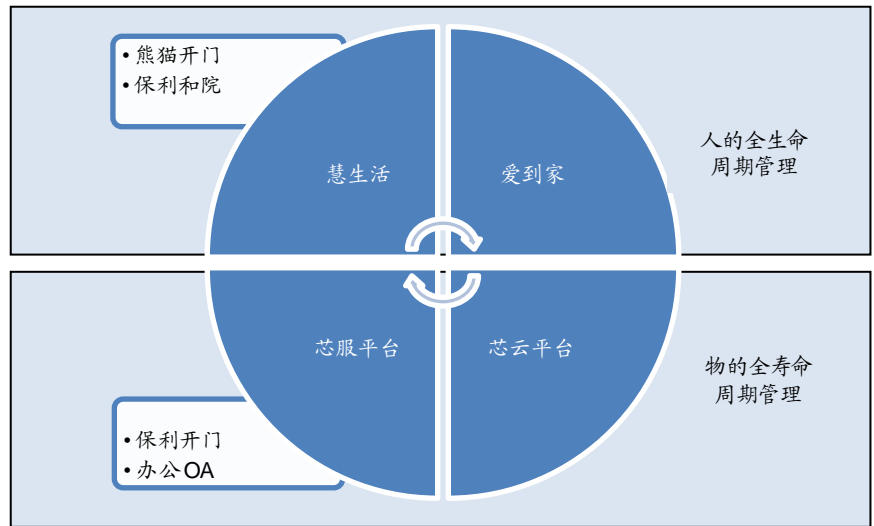 • 熊猫开门
• 保利和院
慧生活
爱到家
人的全生命
周期管理
芯服平台
芯云平台
物的全寿命
周期管理
• 保利开门
• 办公OA